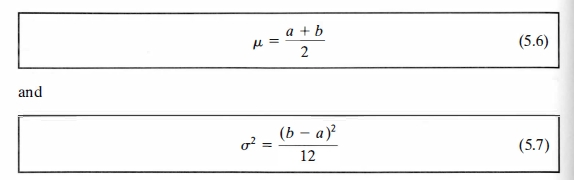 μ = (a + b) / 2 (5.6)
and
σ² = (b − a)² / 12 (5.7)